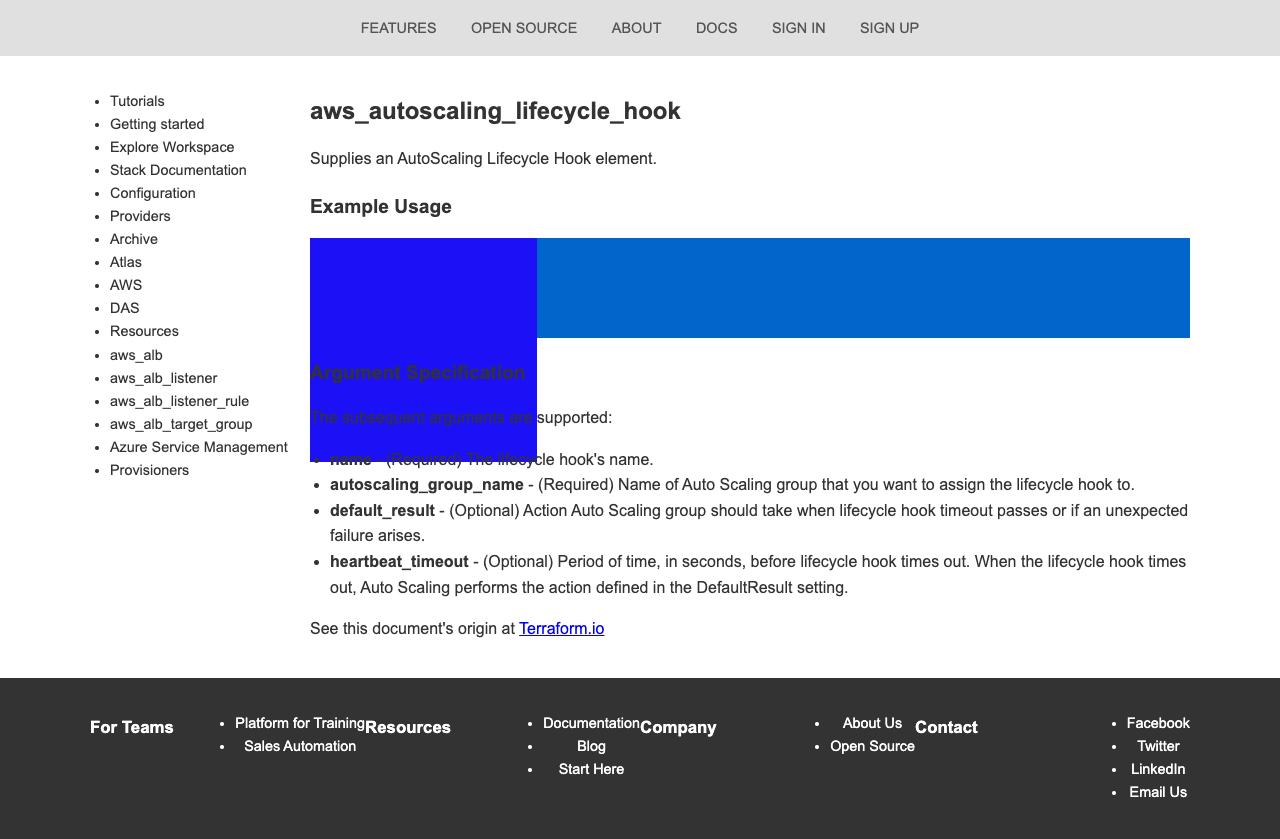 FEATURES OPEN SOURCE ABOUT DOCS SIGN IN SIGN UP
Tutorials
Getting started
Explore Workspace
Stack Documentation
Configuration
Providers
Archive
Atlas
AWS
DAS
Resources
aws_alb
aws_alb_listener
aws_alb_listener_rule
aws_alb_target_group
Azure Service Management
Provisioners
aws_autoscaling_lifecycle_hook
Supplies an AutoScaling Lifecycle Hook element.
Example Usage
Argument Specification
The subsequent arguments are supported:
name - (Required) The lifecycle hook's name.
autoscaling_group_name - (Required) Name of Auto Scaling group that you want to assign the lifecycle hook to.
default_result - (Optional) Action Auto Scaling group should take when lifecycle hook timeout passes or if an unexpected
failure arises.
heartbeat_timeout - (Optional) Period of time, in seconds, before lifecycle hook times out. When the lifecycle hook times
out, Auto Scaling performs the action defined in the DefaultResult setting.
See this document's origin at Terraform.io
For Teams
Platform for Training
Sales Automation
Resources
Documentation
Blog
Start Here
Company
About Us
Open Source
Contact
Facebook
Twitter
LinkedIn
Email Us